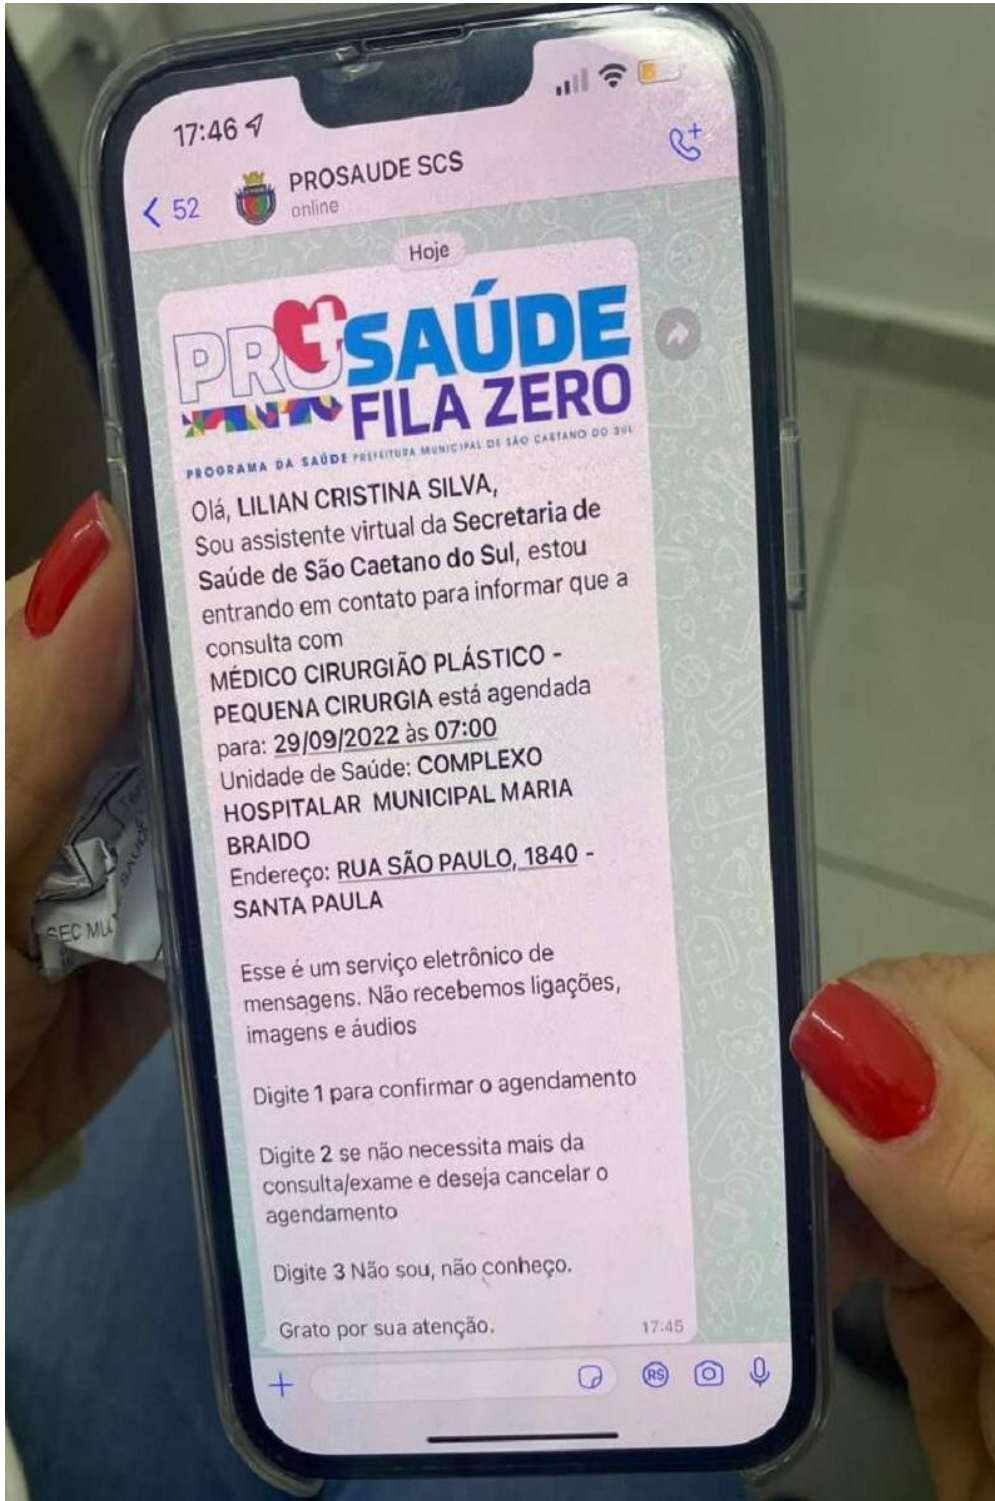 17:46
52
PROSAUDE SCS
online
Hoje
PRO SAÚDE
FILA ZERO
PROGRAMA DA SAÚDE PREFEITURA MUNICIPAL DE SÃO CAETANO DO SUL
Olá, LILIAN CRISTINA SILVA,
Sou assistente virtual da Secretaria de
Saúde de São Caetano do Sul, estou
entrando em contato para informar que a
consulta com
MÉDICO CIRURGIÃO PLÁSTICO -
PEQUENA CIRURGIA está agendada
para: 29/09/2022 às 07:00
Unidade de Saúde: COMPLEXO
HOSPITALAR MUNICIPAL MARIA
BRAIDO
Endereço: RUA SÃO PAULO, 1840 -
SANTA PAULA
Esse é um serviço eletrônico de
mensagens. Não recebemos ligações,
imagens e áudios
Digite 1 para confirmar o agendamento
Digite 2 se não necessita mais da
consulta/exame e deseja cancelar o
agendamento
Digite 3 Não sou, não conheço.
Grato por sua atenção.
17:45
R$
SEC